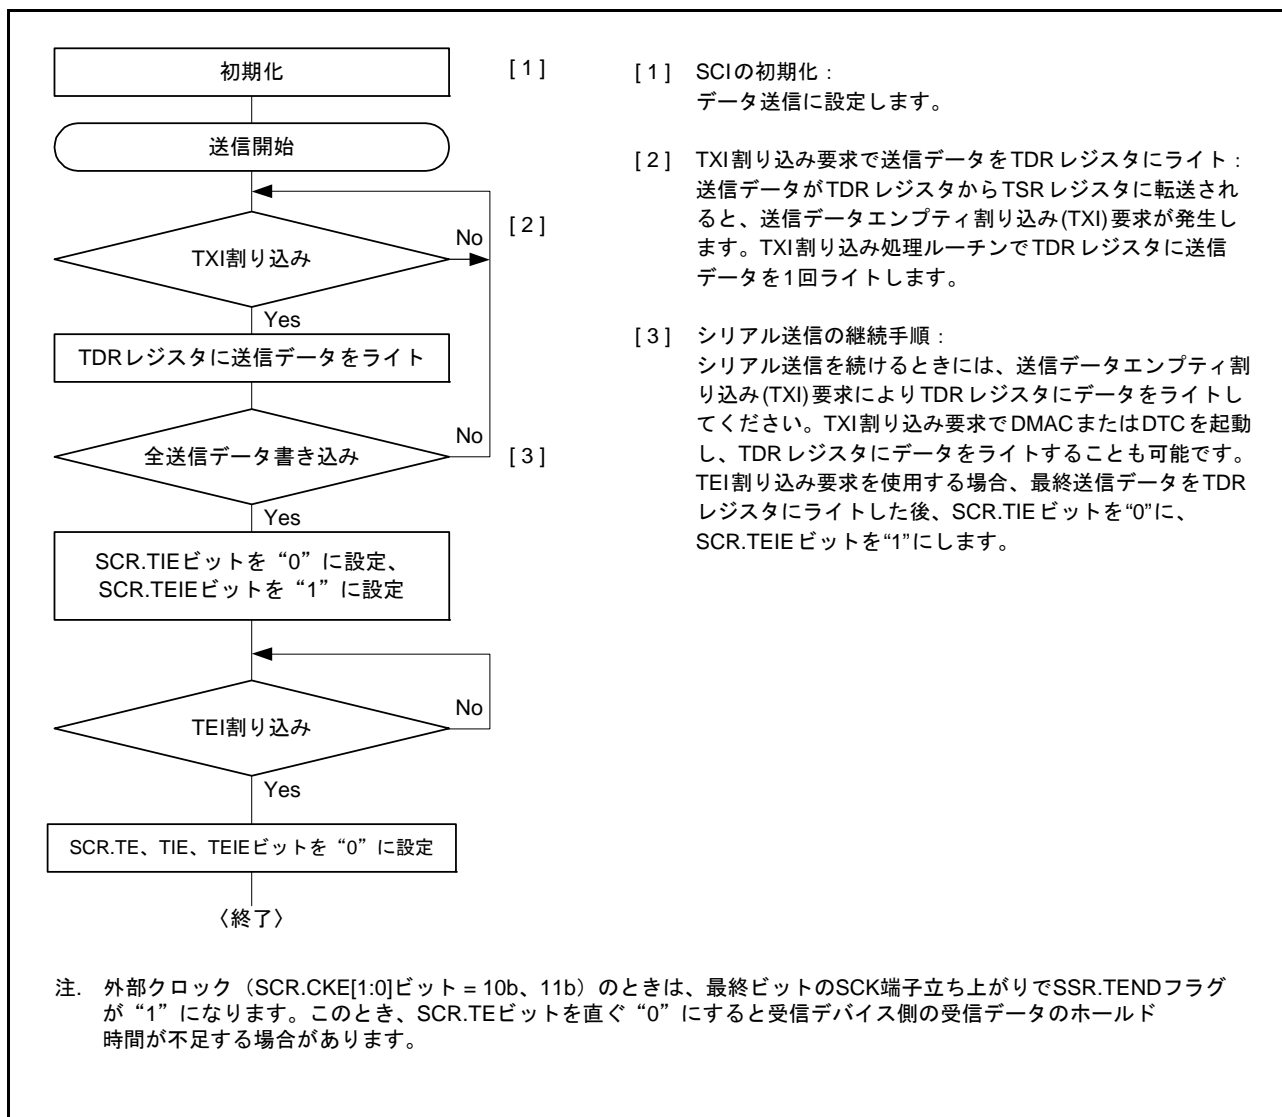 初期化
[ 1 ]
送信開始
TXI割り込み
No
[ 2 ]
Yes
TDRレジスタに送信データをライト
全送信データ書き込み
No
[ 3 ]
Yes
SCR.TIEビットを“0”に設定、
SCR.TEIEビットを“1”に設定
TEI割り込み
No
Yes
SCR.TE、TIE、TEIEビットを“0”に設定
〈終了〉
[ 1 ] SCIの初期化：
データ送信に設定します。
[ 2 ] TXI割り込み要求で送信データをTDRレジスタにライト：
送信データがTDRレジスタからTSRレジスタに転送され
ると、送信データエンプティ割り込み(TXI)要求が発生し
ます。TXI割り込み処理ルーチンでTDRレジスタに送信
データを1回ライトします。
[ 3 ] シリアル送信の継続手順：
シリアル送信を続けるときには、送信データエンプティ割
り込み(TXI)要求によりTDRレジスタにデータをライトし
てください。TXI割り込み要求でDMACまたはDTCを起動
し、TDRレジスタにデータをライトすることも可能です。
TEI割り込み要求を使用する場合、最終送信データをTDR
レジスタにライトした後、SCR.TIEビットを“0”に、
SCR.TEIEビットを“1”にします。
注. 外部クロック（SCR.CKE[1:0]ビット = 10b、11b）のときは、最終ビットのSCK端子立ち上がりでSSR.TENDフラグ
が“1”になります。このとき、SCR.TEビットを直ぐ“0”にすると受信デバイス側の受信データのホールド
時間が不足する場合があります。